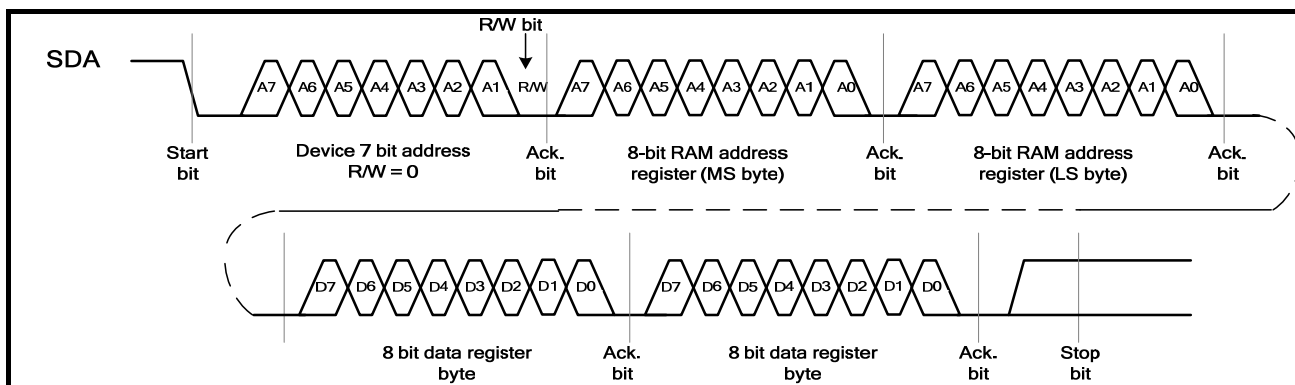 R/W bit
SDA
A7 A6 A5 A4 A3 A2 A1 R/W A7 A6 A5 A4 A3 A2 A1 A0 A7 A6 A5 A4 A3 A2 A1 A0
Start
bit
Device 7 bit address
R/W = 0
Ack.
bit
8-bit RAM address
register (MS byte)
Ack.
bit
8-bit RAM address
register (LS byte)
Ack.
bit
D7 D6 D5 D4 D3 D2 D1 D0 D7 D6 D5 D4 D3 D2 D1 D0
8 bit data register
byte
Ack.
bit
8 bit data register
byte
Ack.
bit
Stop
bit